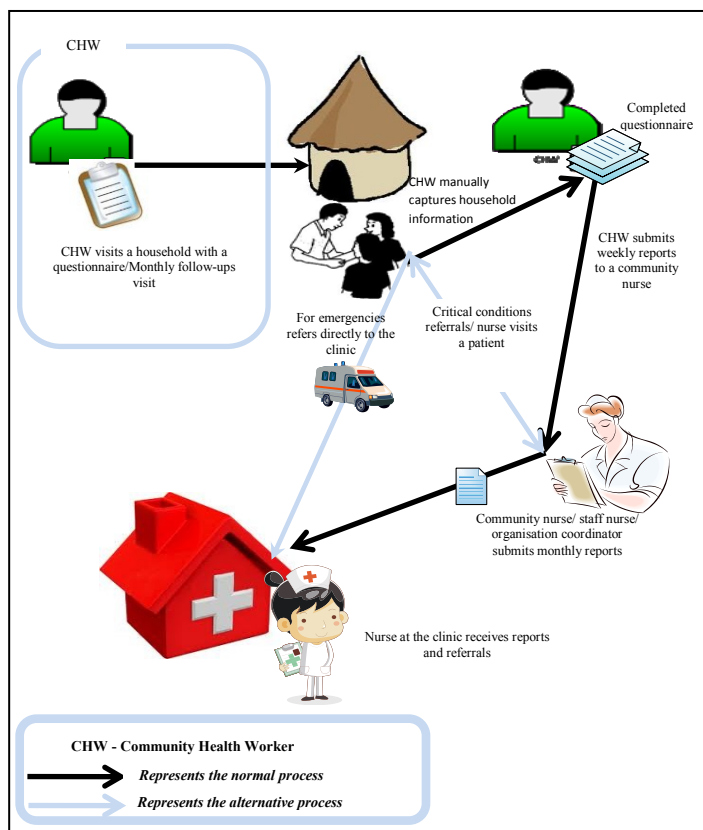 CHW
CHW visits a household with a
questionnaire/Monthly follow-ups
visit
CHW manually
captures household
information
CHW
Completed
questionnaire
CHW submits
weekly reports
to a community
nurse
For emergencies
refers directly to the
clinic
Critical conditions
referrals/ nurse visits
a patient
Community nurse/ staff nurse/
organisation coordinator
submits monthly reports
Nurse at the clinic receives reports
and referrals
CHW - Community Health Worker
Represents the normal process
Represents the alternative process